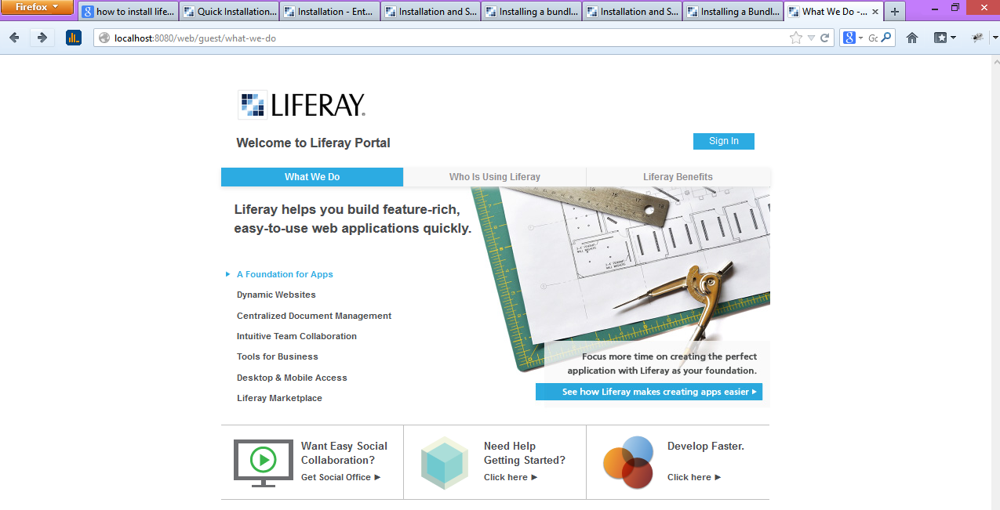 Firefox
how to install life...
Quick Installation...
Installation - Ent...
Installation and S...
Installing a bundl...
Installation and S...
Installing a Bundl...
What We Do -...
localhost:8080/web/guest/what-we-do
LIFERAY.
Welcome to Liferay Portal
Sign In
What We Do
Who Is Using Liferay
Liferay Benefits
Liferay helps you build feature-rich,
easy-to-use web applications quickly.
A Foundation for Apps
Dynamic Websites
Centralized Document Management
Intuitive Team Collaboration
Tools for Business
Desktop & Mobile Access
Liferay Marketplace
Focus more time on creating the perfect
application with Liferay as your foundation.
See how Liferay makes creating apps easier
Want Easy Social
Collaboration?
Get Social Office
Need Help
Getting Started?
Click here
Develop Faster.
Click here